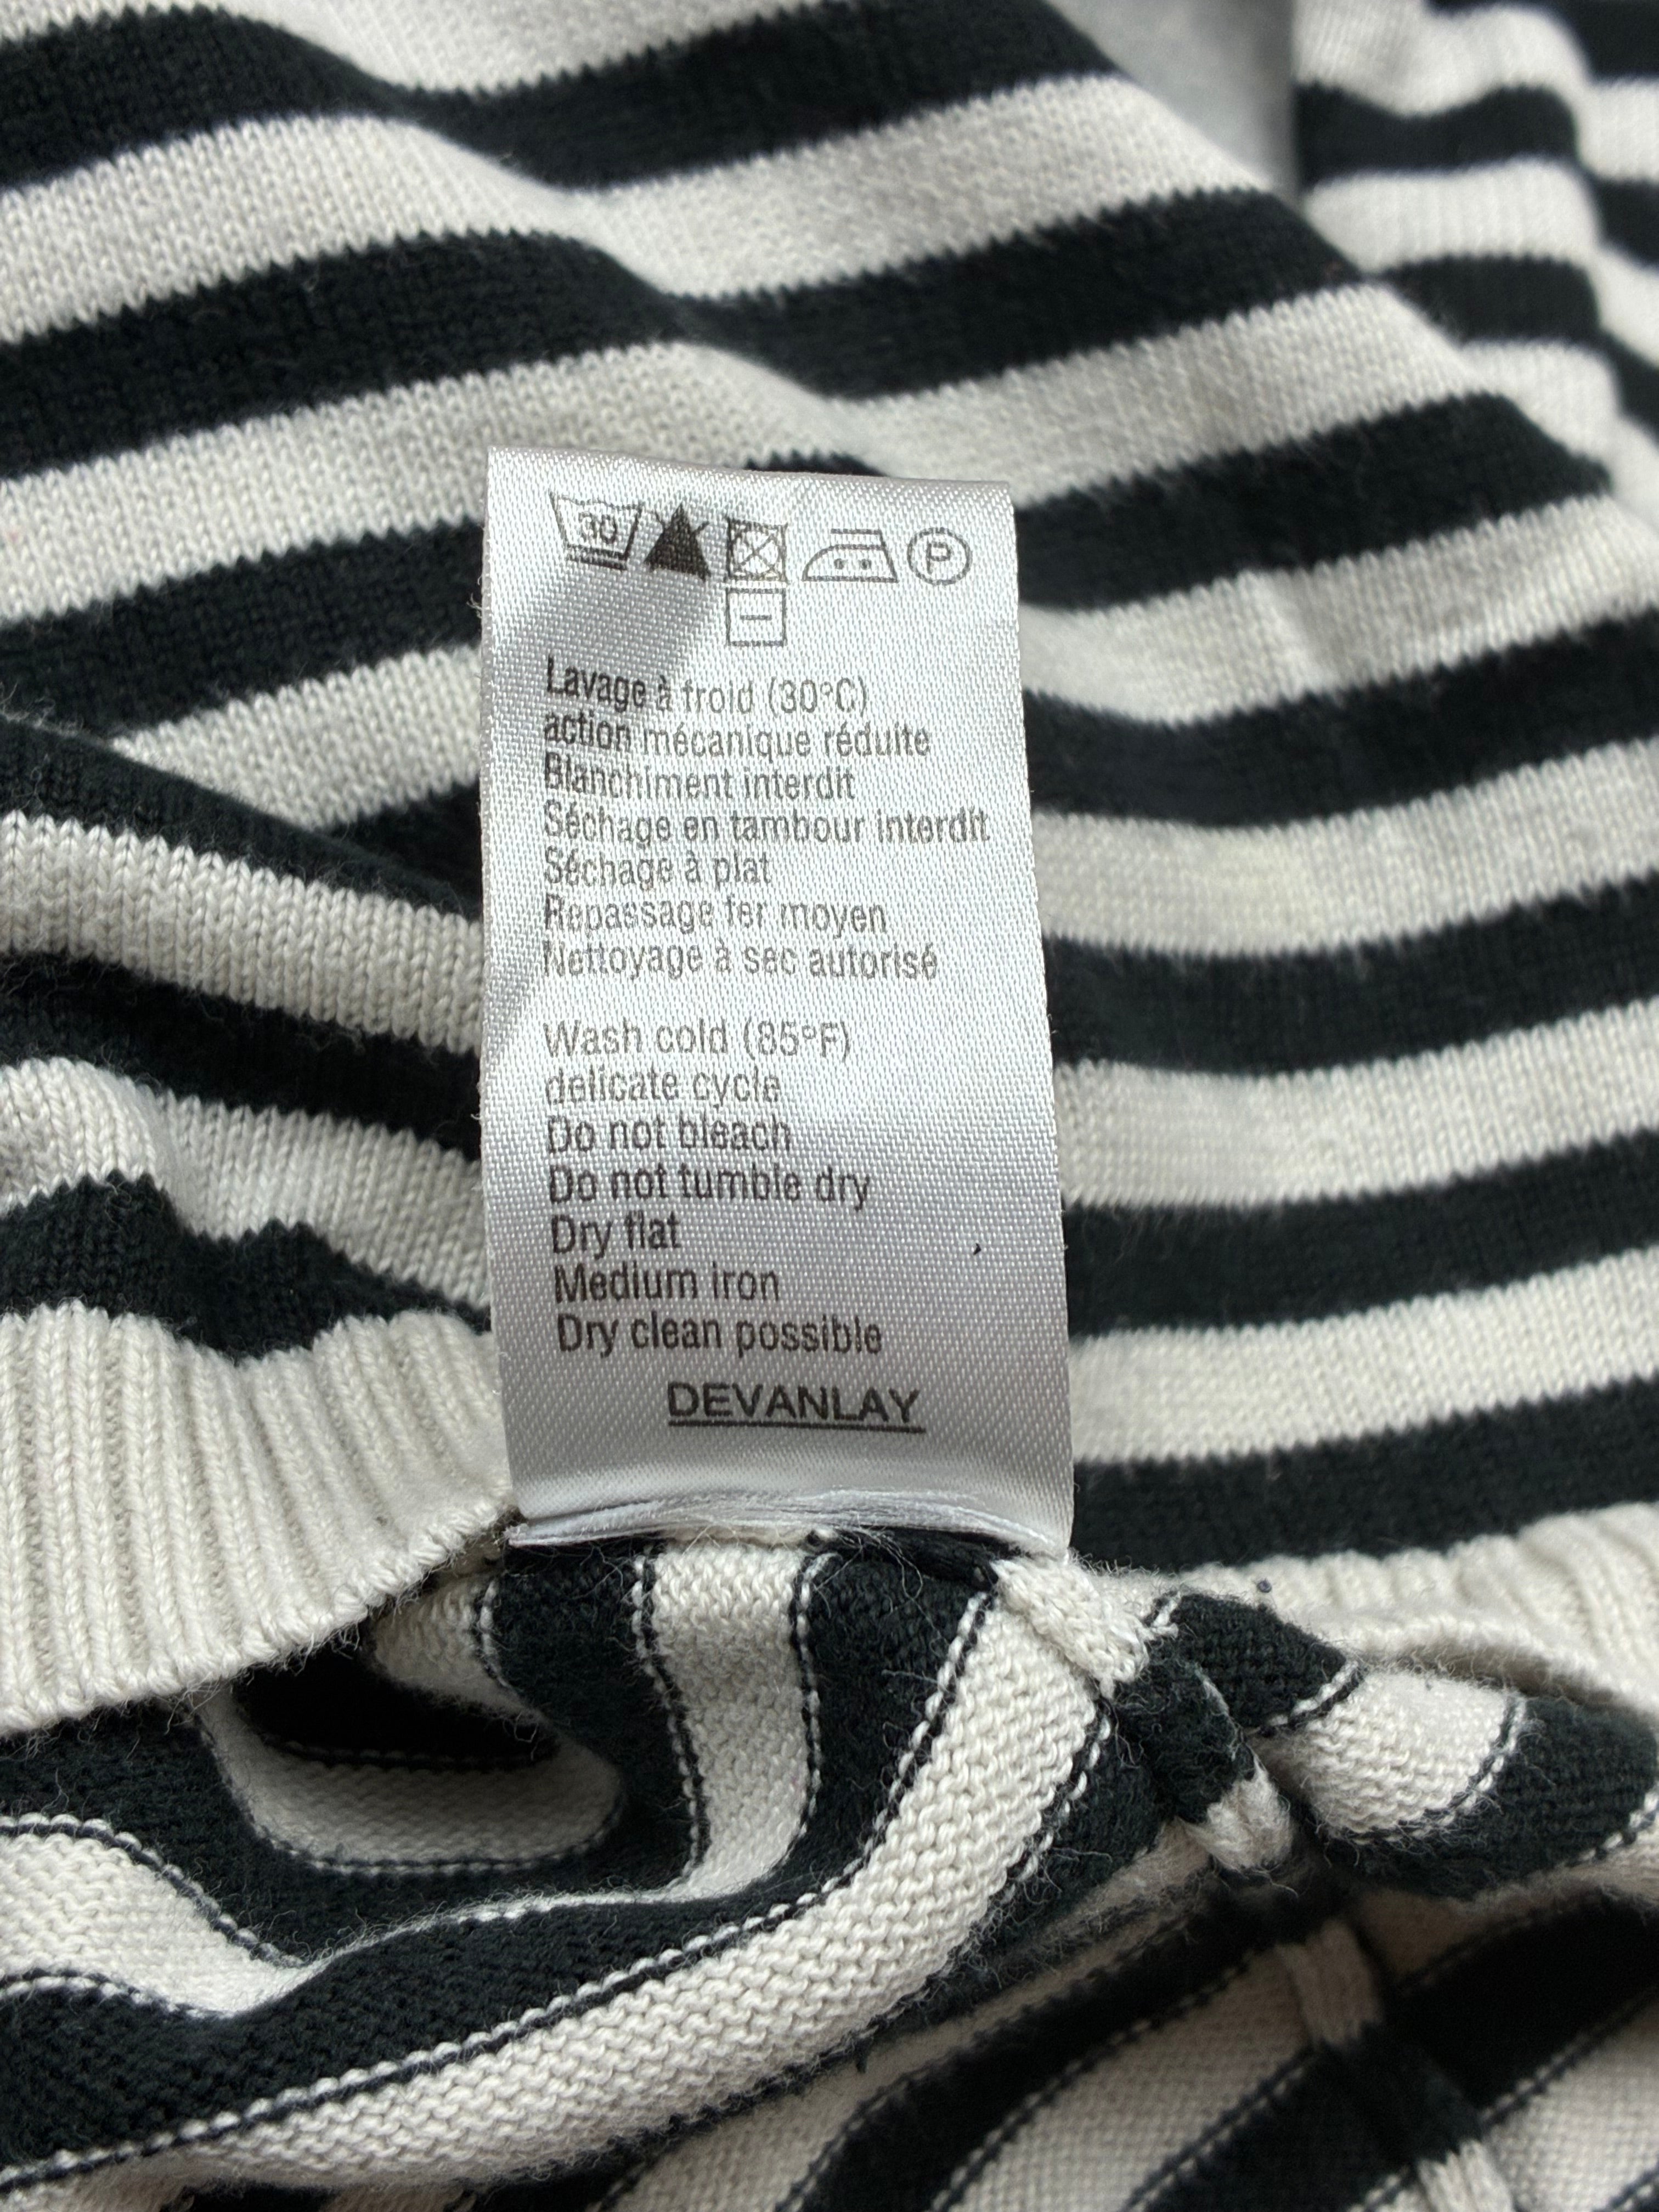 30 P
Lavage à froid (30°C)
action mécanique réduite
Blanchiment interdit
Séchage en tambour interdit
Séchage à plat
Repassage fer moyen
Nettoyage à sec autorisé
Wash cold (85°F)
delicate cycle
Do not bleach
Do not tumble dry
Dry flat
Medium iron
Dry clean possible
DEVANLAY